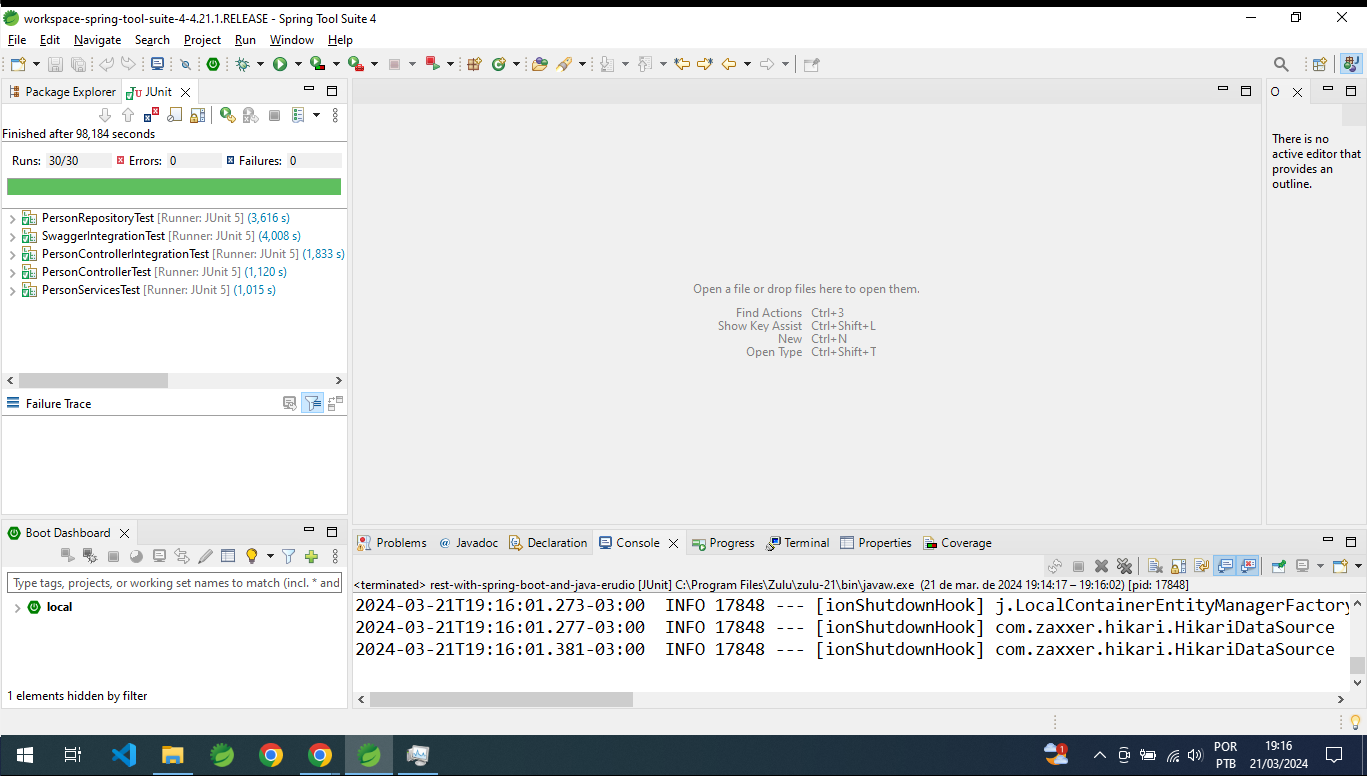 workspace-spring-tool-suite-4-4.21.1.RELEASE - Spring Tool Suite 4
File Edit Navigate Search Project Run Window Help
Package Explorer JUnit
Finished after 98,184 seconds
Runs: 30/30 Errors: 0 Failures: 0
PersonRepositoryTest [Runner: JUnit 5] (3,616 s)
SwaggerIntegrationTest [Runner: JUnit 5] (4,008 s)
PersonControllerIntegrationTest [Runner: JUnit 5] (1,833 s)
PersonControllerTest [Runner: JUnit 5] (1,120 s)
PersonServicesTest [Runner: JUnit 5] (1,015 s)
Failure Trace
Boot Dashboard
Type tags, projects, or working set names to match (incl. * and
local
1 elements hidden by filter
Open a file or drop files here to open them.
Find Actions Ctrl+3
Show Key Assist Ctrl+Shift+L
New Ctrl+N
Open Type Ctrl+Shift+T
O
There is no
active editor that
provides an
outline.
Problems @ Javadoc Declaration Console Progress Terminal Properties Coverage
<terminated> rest-with-spring-boot-and-java-erudio [JUnit] C:\Program Files\Zulu\zulu-21\bin\javaw.exe (21 de mar. de 2024 19:14:17 – 19:16:02) [pid: 17848]
2024-03-21T19:16:01.273-03:00 INFO 17848 --- [ionShutdownHook] j.LocalContainerEntityManagerFactory
2024-03-21T19:16:01.277-03:00 INFO 17848 --- [ionShutdownHook] com.zaxxer.hikari.HikariDataSource
2024-03-21T19:16:01.381-03:00 INFO 17848 --- [ionShutdownHook] com.zaxxer.hikari.HikariDataSource
1
POR
PTB
19:16
21/03/2024